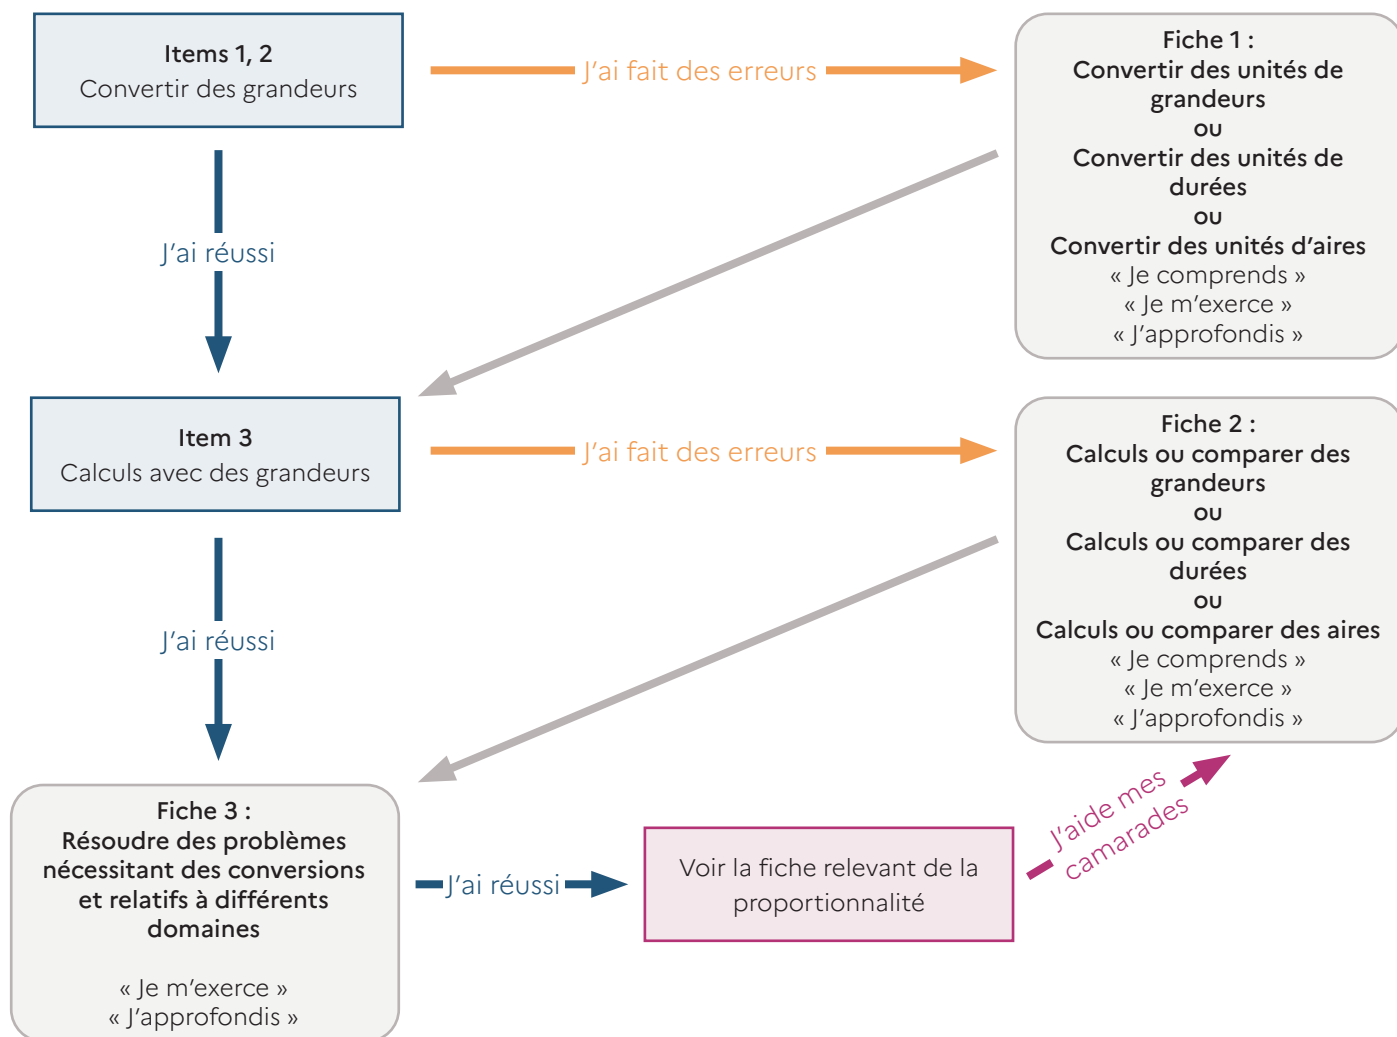 Items 1, 2
Convertir des grandeurs
J'ai fait des erreurs
Fiche 1 :
Convertir des unités de
grandeurs
ou
Convertir des unités de
durées
ou
Convertir des unités d'aires
« Je comprends »
« Je m'exerce »
« J'approfondis »
J'ai réussi
Item 3
Calculs avec des grandeurs
J'ai fait des erreurs
Fiche 2 :
Calculs ou comparer des
grandeurs
ou
Calculs ou comparer des
durées
ou
Calculs ou comparer des aires
« Je comprends »
« Je m'exerce »
« J'approfondis »
J'ai réussi
Fiche 3 :
Résoudre des problèmes
nécessitant des conversions
et relatifs à différents
domaines
« Je m'exerce »
« J'approfondis »
J'ai réussi
Voir la fiche relevant de la
proportionnalité
J'aide mes
camarades